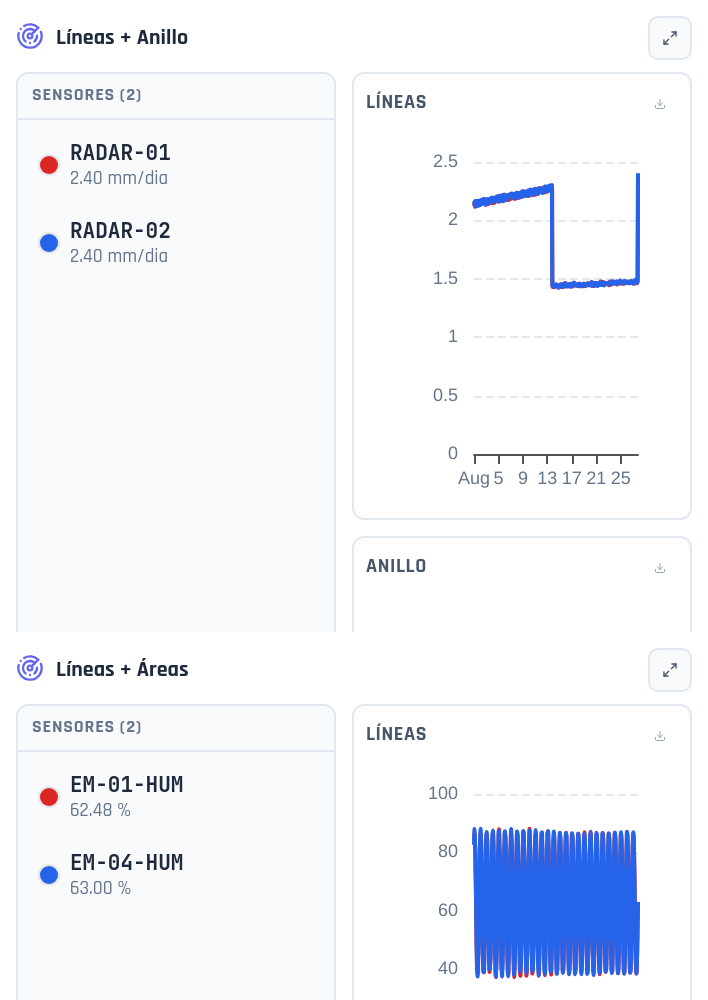 Líneas + Anillo
SENSORES (2)
RADAR-01
2.40 mm/dia
RADAR-02
2.40 mm/dia
LÍNEAS
2.5
2
1.5
1
0.5
0
Aug 5 9 13 17 21 25
ANILLO
Líneas + Áreas
SENSORES (2)
EM-01-HUM
62.48 %
EM-04-HUM
63.00 %
LÍNEAS
100
80
60
40